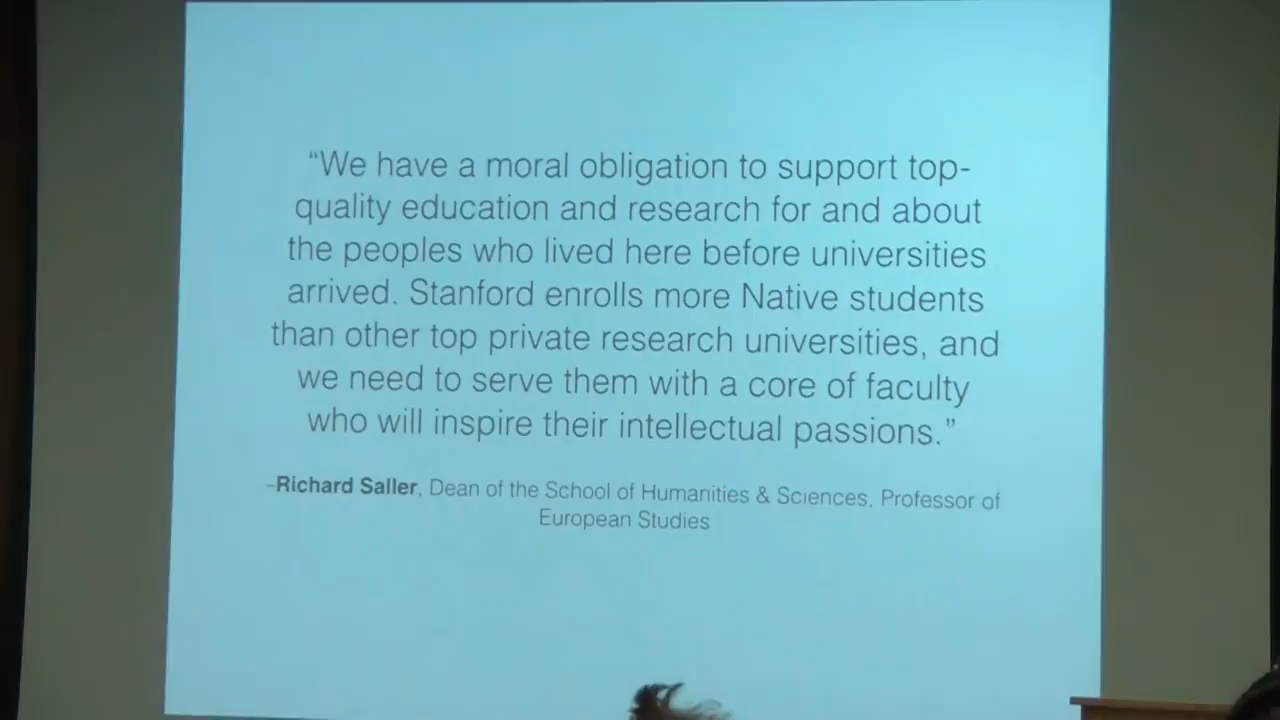 “We have a moral obligation to support top-
quality education and research for and about
the peoples who lived here before universities
arrived. Stanford enrolls more Native students
than other top private research universities, and
we need to serve them with a core of faculty
who will inspire their intellectual passions.”
–Richard Saller, Dean of the School of Humanities & Sciences, Professor of
European Studies